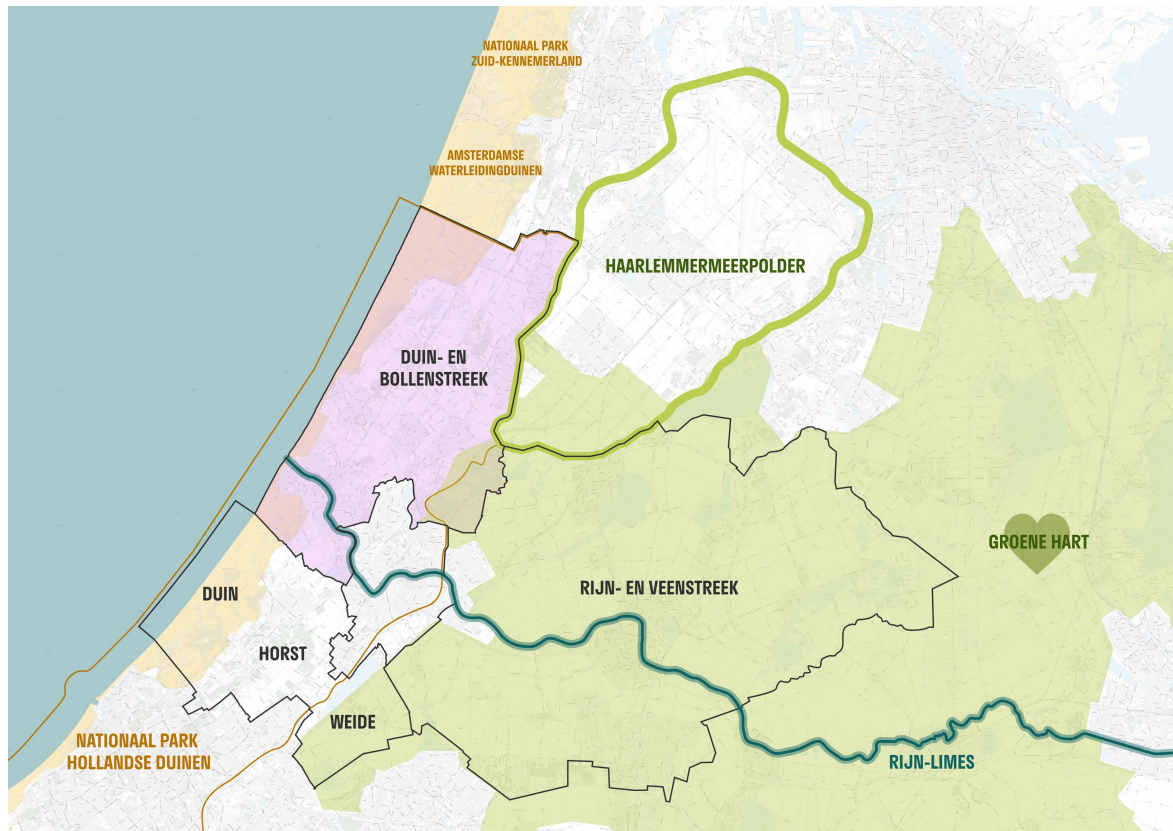 NATIONAAL PARK
ZUID-KENNEMERLAND
AMSTERDAMSE
WATERLEIDINGDUINEN
HAARLEMMERMEERPOLDER
DUIN- EN
BOLLENSTREEK
GROENE HART
RIJN- EN VEENSTREEK
DUIN
HORST
WEIDE
NATIONAAL PARK
HOLLANDSE DUINEN
RIJN-LIMES